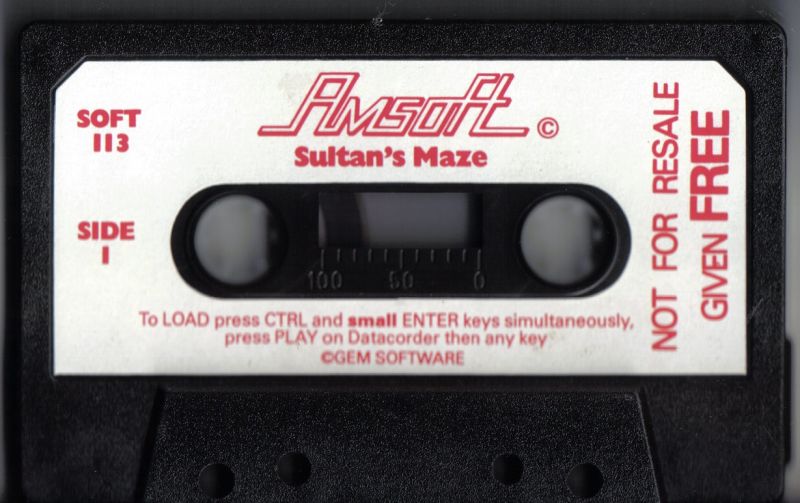 SOFT
113
Amsoft ©
Sultan's Maze
SIDE
1
100 50 0
To LOAD press CTRL and small ENTER keys simultaneously,
press PLAY on Datacorder then any key
©GEM SOFTWARE
NOT FOR RESALE
GIVEN FREE